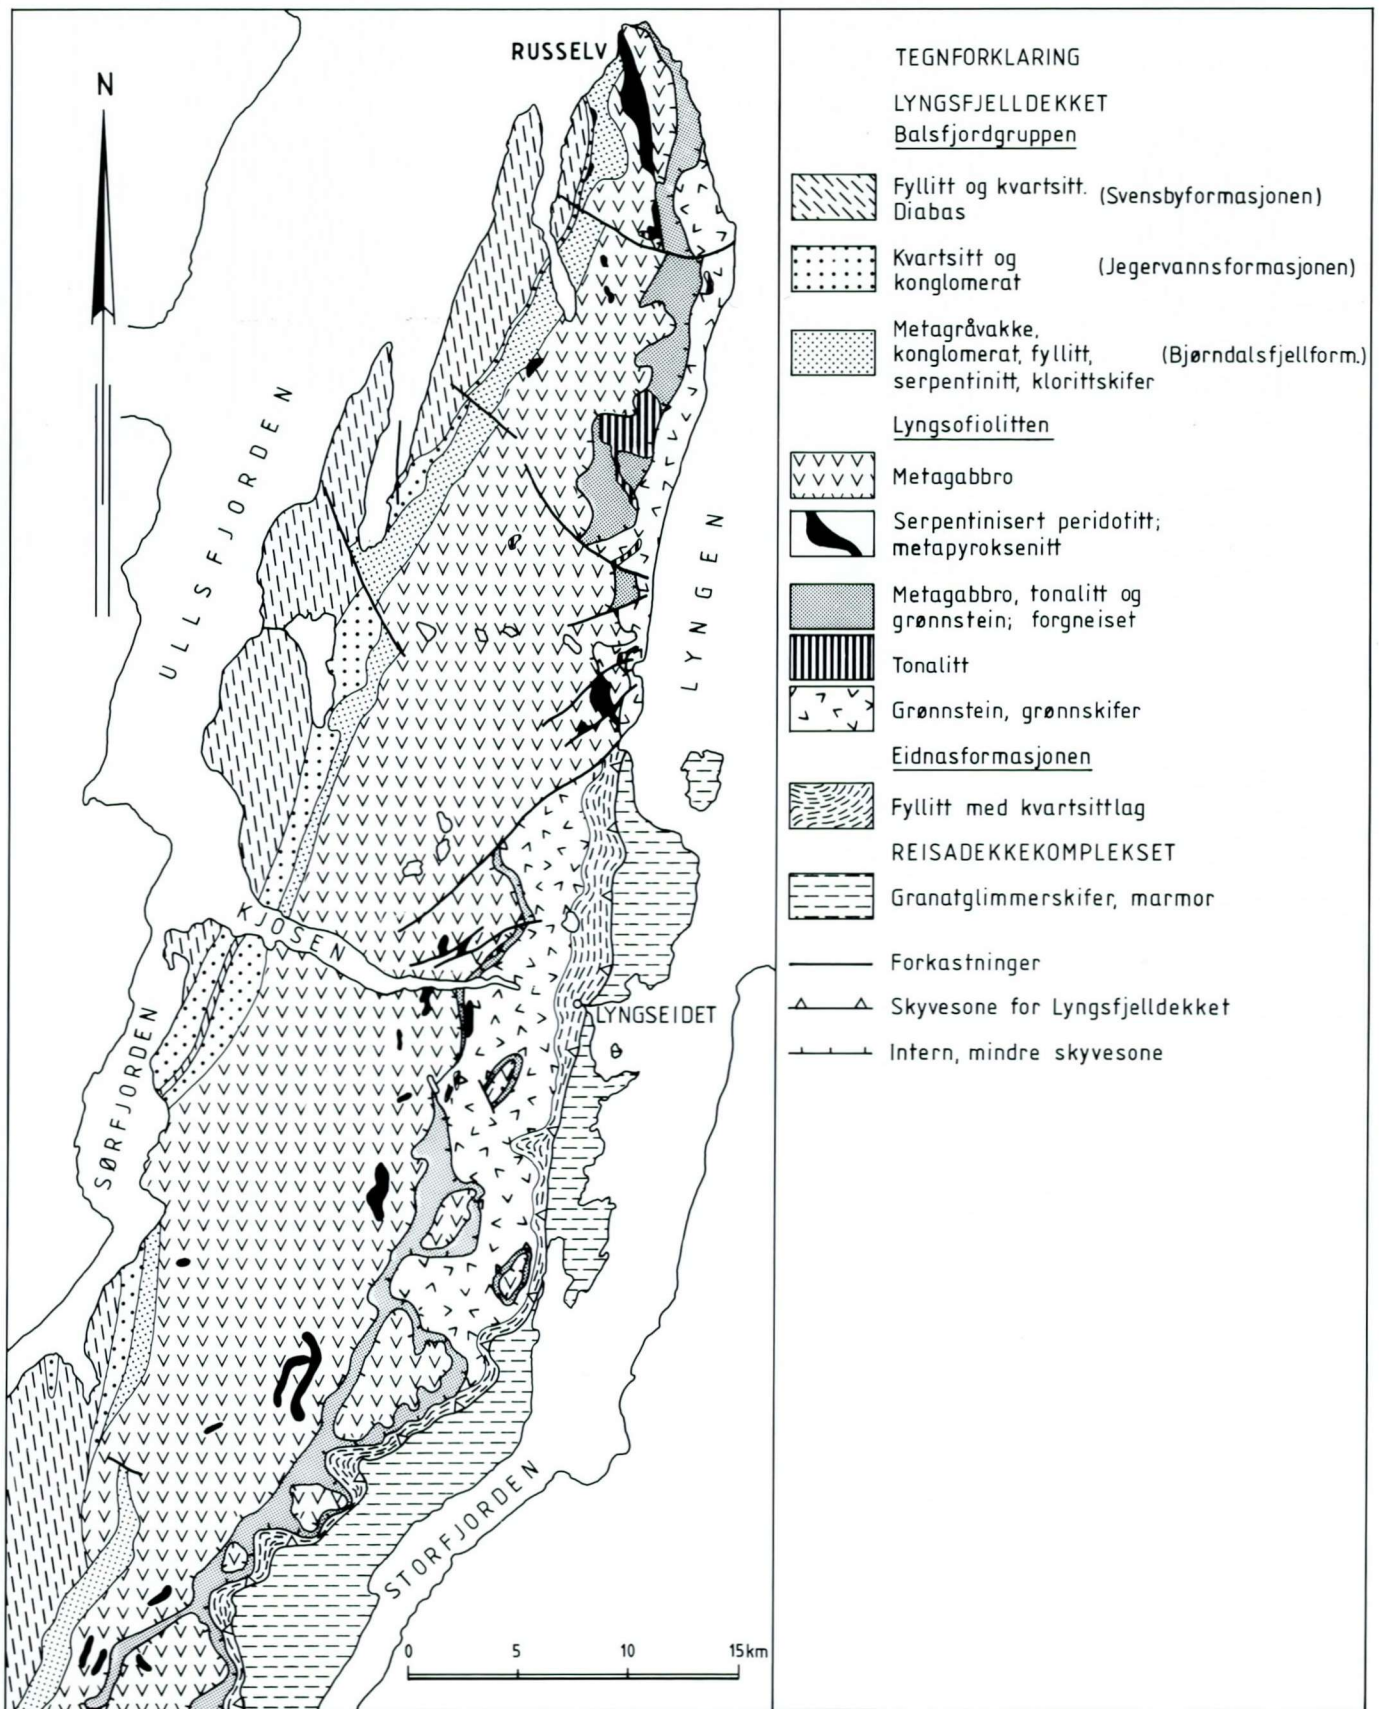 RUSSELV
N
ULLSFJORDEN
LYNGEN
KJOSEN
LYNGSEIDET
SØRFJORDEN
STORFJORDEN
0 5 10 15 km
TEGNFORKLARING
LYNGSFJELLDEKKET
Balsfjordgruppen
Fyllitt og kvartsitt. (Svensbyformasjonen)
Diabas
Kvartsitt og (Jegervannsformasjonen)
konglomerat
Metagråvakke,
konglomerat, fyllitt, (Bjørndalsfjellform.)
serpentinitt, klorittskifer
Lyngsofiolitten
Metagabbro
Serpentinisert peridotitt;
metapyroksenitt
Metagabbro, tonalitt og
grønnstein; forgneiset
Tonalitt
Grønnstein, grønnskifer
Eidnasformasjonen
Fyllitt med kvartsittlag
REISADEKKEKOMPLEKSET
Granatglimmerskifer, marmor
Forkastninger
Skyvesone for Lyngsfjelldekket
Intern, mindre skyvesone